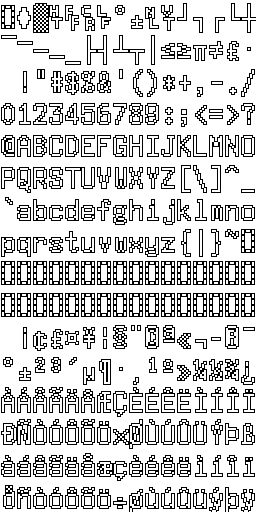 ♦▒␉␌␍␊°±␤␋┘┐┌└┼
⎺⎻─⎼⎽├┤┴┬│≤≥π≠£·
!"#$%&'()*+,-./
0123456789:;<=>?
@ABCDEFGHIJKLMNO
PQRSTUVWXYZ[\]^_
`abcdefghijklmno
pqrstuvwxyz{|}~
¡¢£¤¥¦§¨©ª«¬-®¯
°±²³´µ¶·¸¹º»¼½¾¿
ÀÁÂÃÄÅÆÇÈÉÊËÌÍÎÏ
ÐÑÒÓÔÕÖ×ØÙÚÛÜÝÞß
àáâãäåæçèéêëìíîï
ðñòóôõö÷øùúûüýþÿ